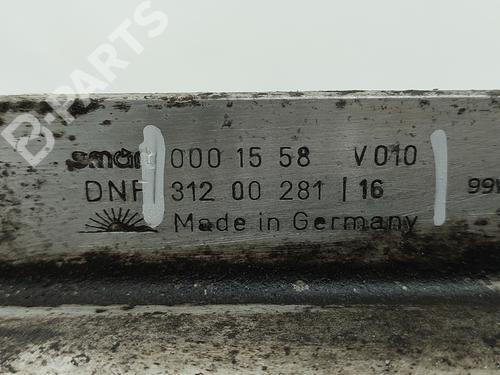 B-PARTS
smart 000 15 58 V010
DNF 312 00 281 | 16
Made in Germany